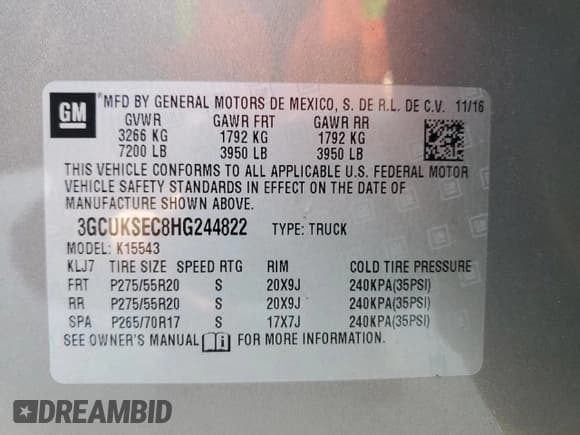 GM MFD BY GENERAL MOTORS DE MEXICO, S. DE R.L. DE C.V. 11/16
GVWR GAWR FRT GAWR RR
3266 KG 1792 KG 1792 KG
7200 LB 3950 LB 3950 LB
THIS VEHICLE CONFORMS TO ALL APPLICABLE U.S. FEDERAL MOTOR
VEHICLE SAFETY STANDARDS IN EFFECT ON THE DATE OF
MANUFACTURE SHOWN ABOVE.
3GCUKSEC8HG244822 TYPE: TRUCK
MODEL: K15543
KLJ7 TIRE SIZE SPEED RTG RIM COLD TIRE PRESSURE
FRT P275/55R20 S 20X9J 240KPA(35PSI)
RR P275/55R20 S 20X9J 240KPA(35PSI)
SPA P265/70R17 S 17X7J 240KPA(35PSI)
SEE OWNER'S MANUAL FOR MORE INFORMATION.
DREAMBID